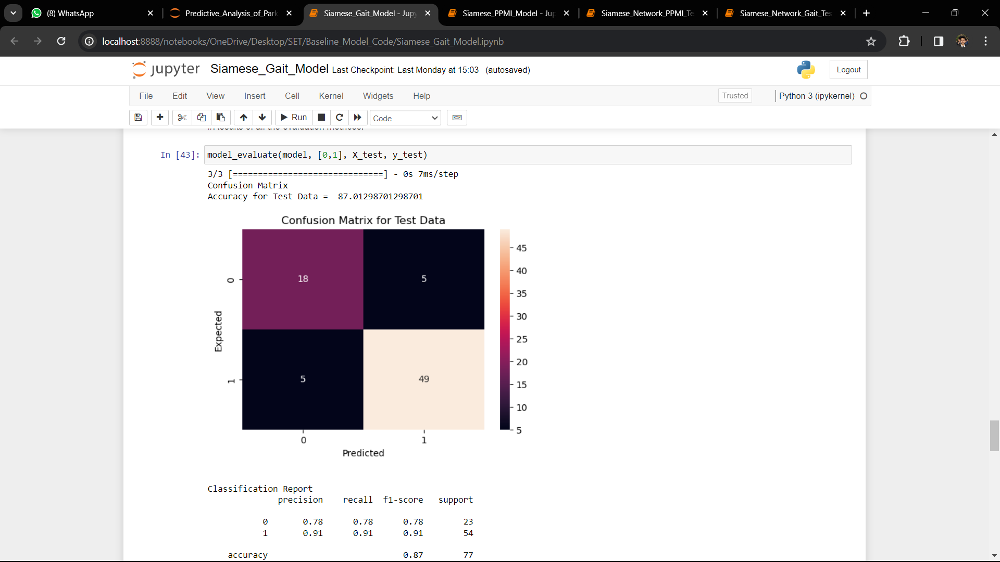 (8) WhatsApp
Predictive_Analysis_of_Park
Siamese_Gait_Model - Jupy
Siamese_PPMI_Model - Jup
Siamese_Network_PPMI_Te
Siamese_Network_Gait_Tes
localhost:8888/notebooks/OneDrive/Desktop/SET/Baseline_Model_Code/Siamese_Gait_Model.ipynb
jupyter Siamese_Gait_Model Last Checkpoint: Last Monday at 15:03 (autosaved)
Logout
File Edit View Insert Cell Kernel Widgets Help
Trusted
Python 3 (ipykernel)
Run
Code
In [43]: model_evaluate(model, [0,1], X_test, y_test)
3/3 [==============================] - 0s 7ms/step
Confusion Matrix
Accuracy for Test Data =  87.01298701298701
Confusion Matrix for Test Data
18 5
5 49
0
1
Expected
0 1
Predicted
45
40
35
30
25
20
15
10
5
Classification Report
precision recall f1-score support
0 0.78 0.78 0.78 23
1 0.91 0.91 0.91 54
accuracy 0.87 77